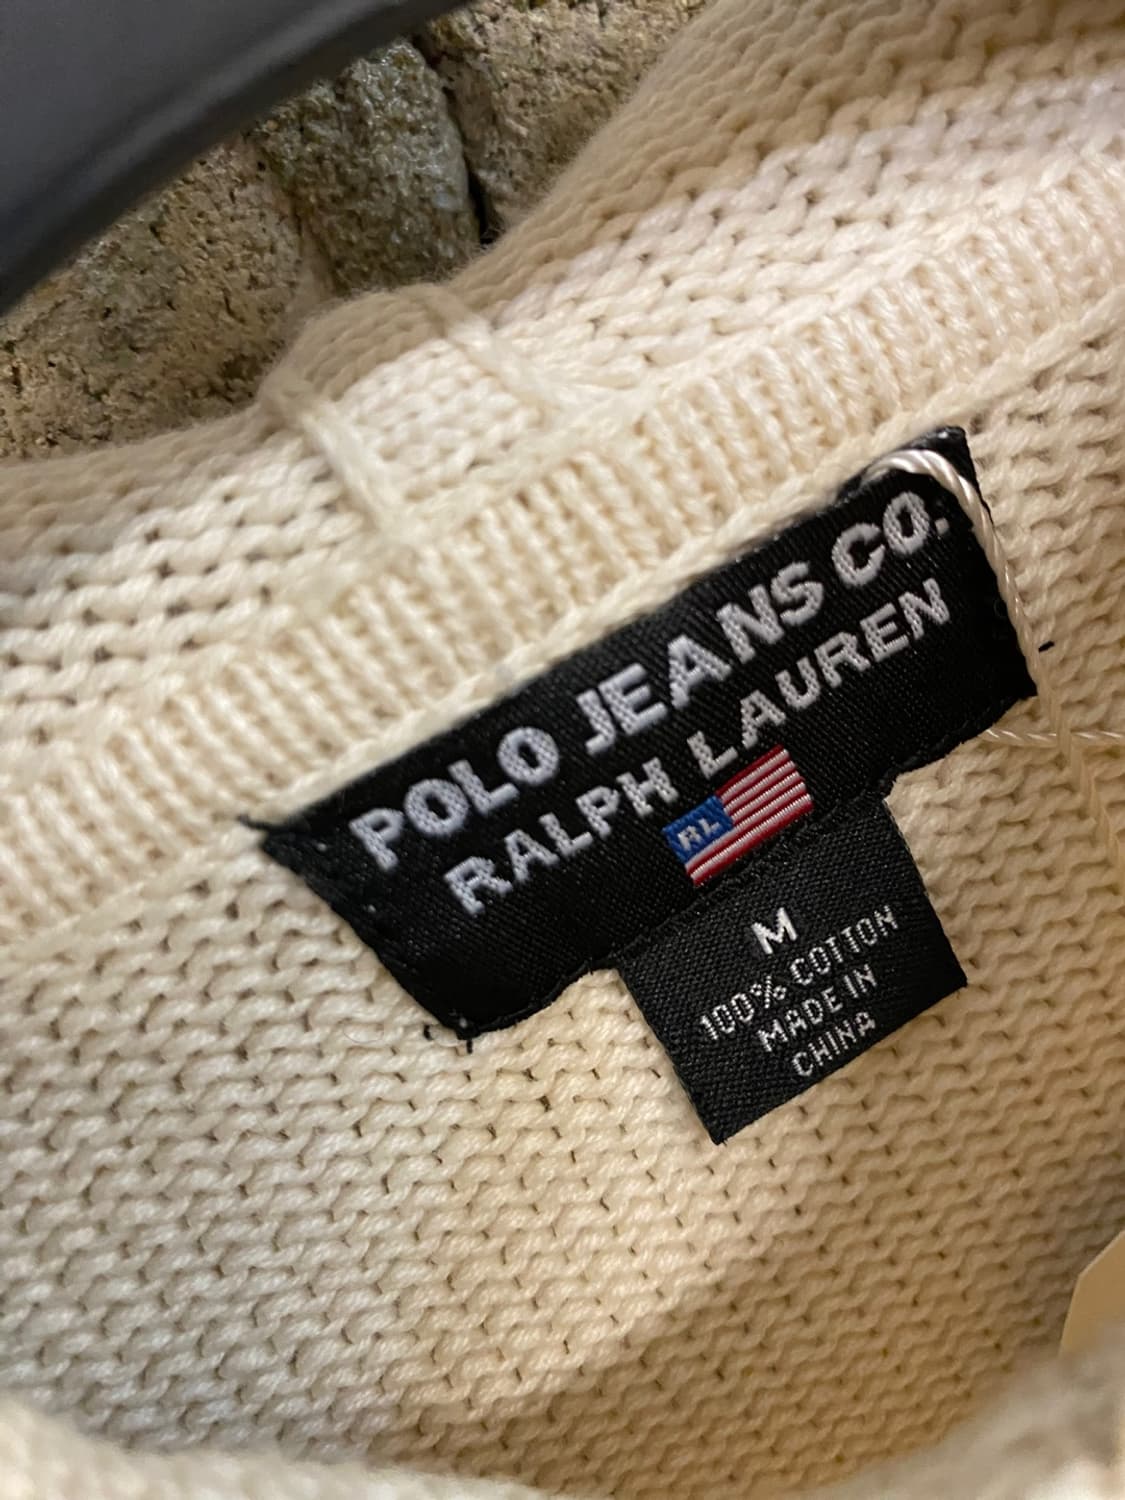 POLO JEANS CO.
RALPH LAUREN
RL
M
100% COTTON
MADE IN
CHINA